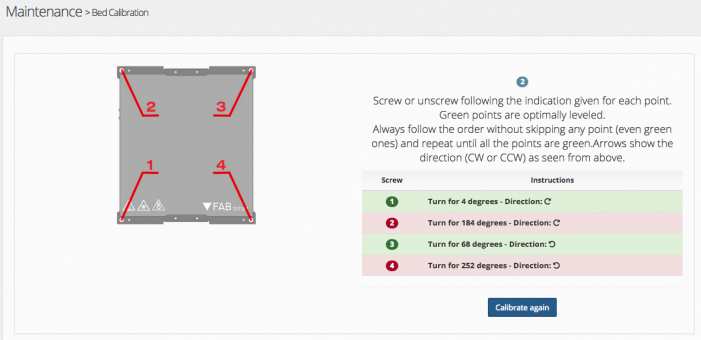 Maintenance > Bed Calibration
2
3
1
4
FAB
2
Screw or unscrew following the indication given for each point.
Green points are optimally leveled.
Always follow the order without skipping any point (even green
ones) and repeat until all the points are green.Arrows show the
direction (CW or CCW) as seen from above.
Screw Instructions
1 Turn for 4 degrees - Direction:
2 Turn for 184 degrees - Direction:
3 Turn for 68 degrees - Direction:
4 Turn for 252 degrees - Direction:
Calibrate again